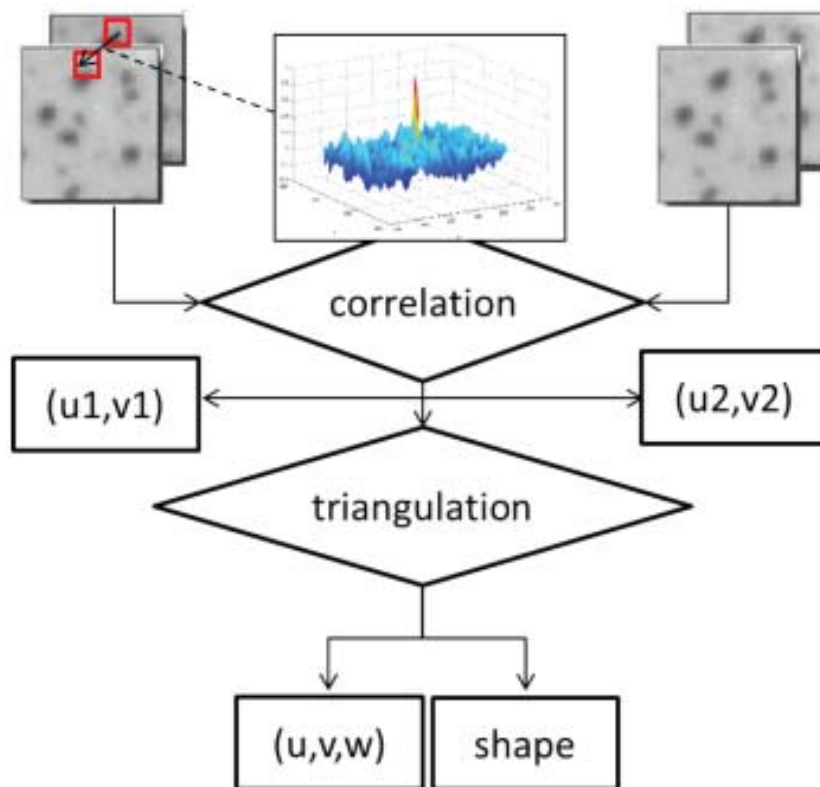 correlation
(u1,v1)
(u2,v2)
triangulation
(u,v,w)
shape